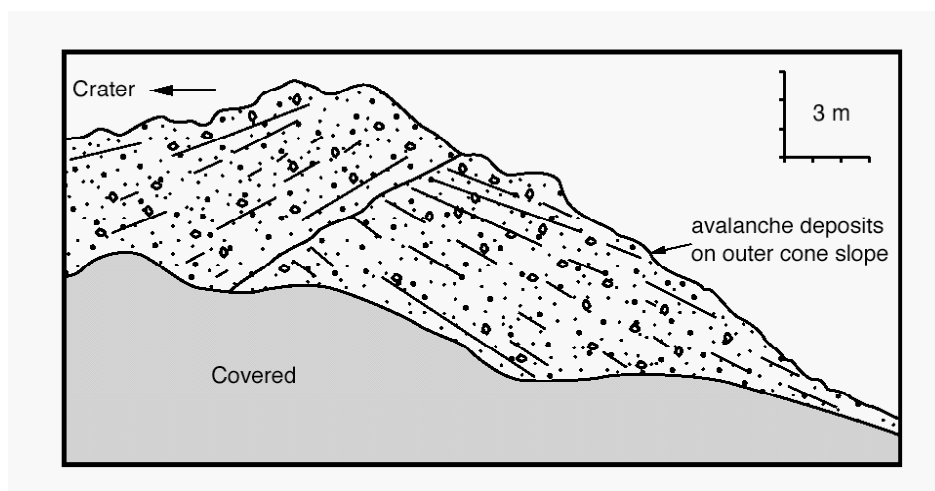 Crater
3 m
avalanche deposits
on outer cone slope
Covered